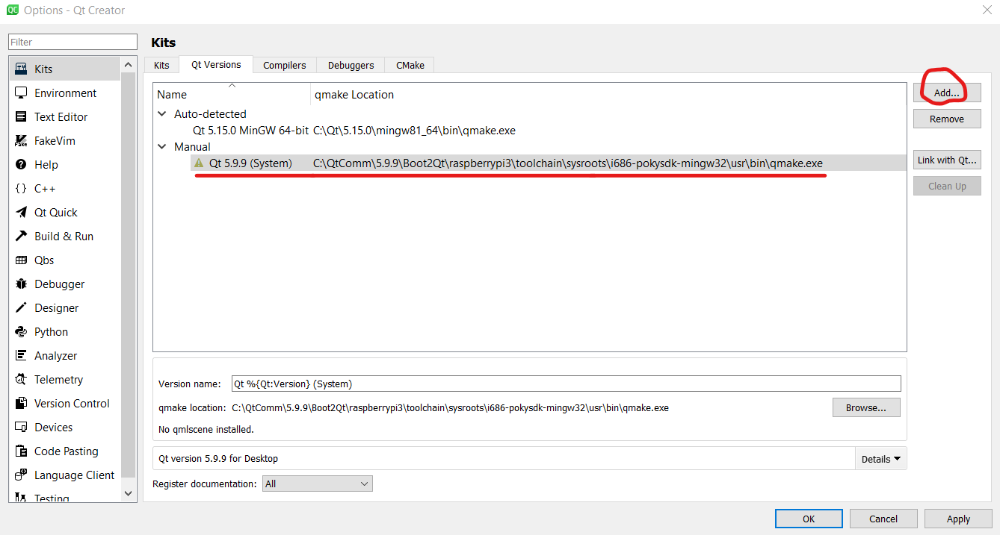 Options - Qt Creator
Filter
Kits
Environment
Text Editor
FakeVim
Help
C++
Qt Quick
Build & Run
Qbs
Debugger
Designer
Python
Analyzer
Telemetry
Version Control
Devices
Code Pasting
Language Client
Testing
Kits
Kits Qt Versions Compilers Debuggers CMake
Name qmake Location
Auto-detected
Qt 5.15.0 MinGW 64-bit C:\Qt\5.15.0\mingw81_64\bin\qmake.exe
Manual
Qt 5.9.9 (System) C:\QtComm\5.9.9\Boot2Qt\raspberrypi3\toolchain\sysroots\i686-pokysdk-mingw32\usr\bin\qmake.exe
Add...
Remove
Link with Qt...
Clean Up
Version name: Qt %{Qt:Version} (System)
qmake location: C:\QtComm\5.9.9\Boot2Qt\raspberrypi3\toolchain\sysroots\i686-pokysdk-mingw32\usr\bin\qmake.exe Browse...
No qmlscene installed.
Qt version 5.9.9 for Desktop Details
Register documentation: All
OK Cancel Apply